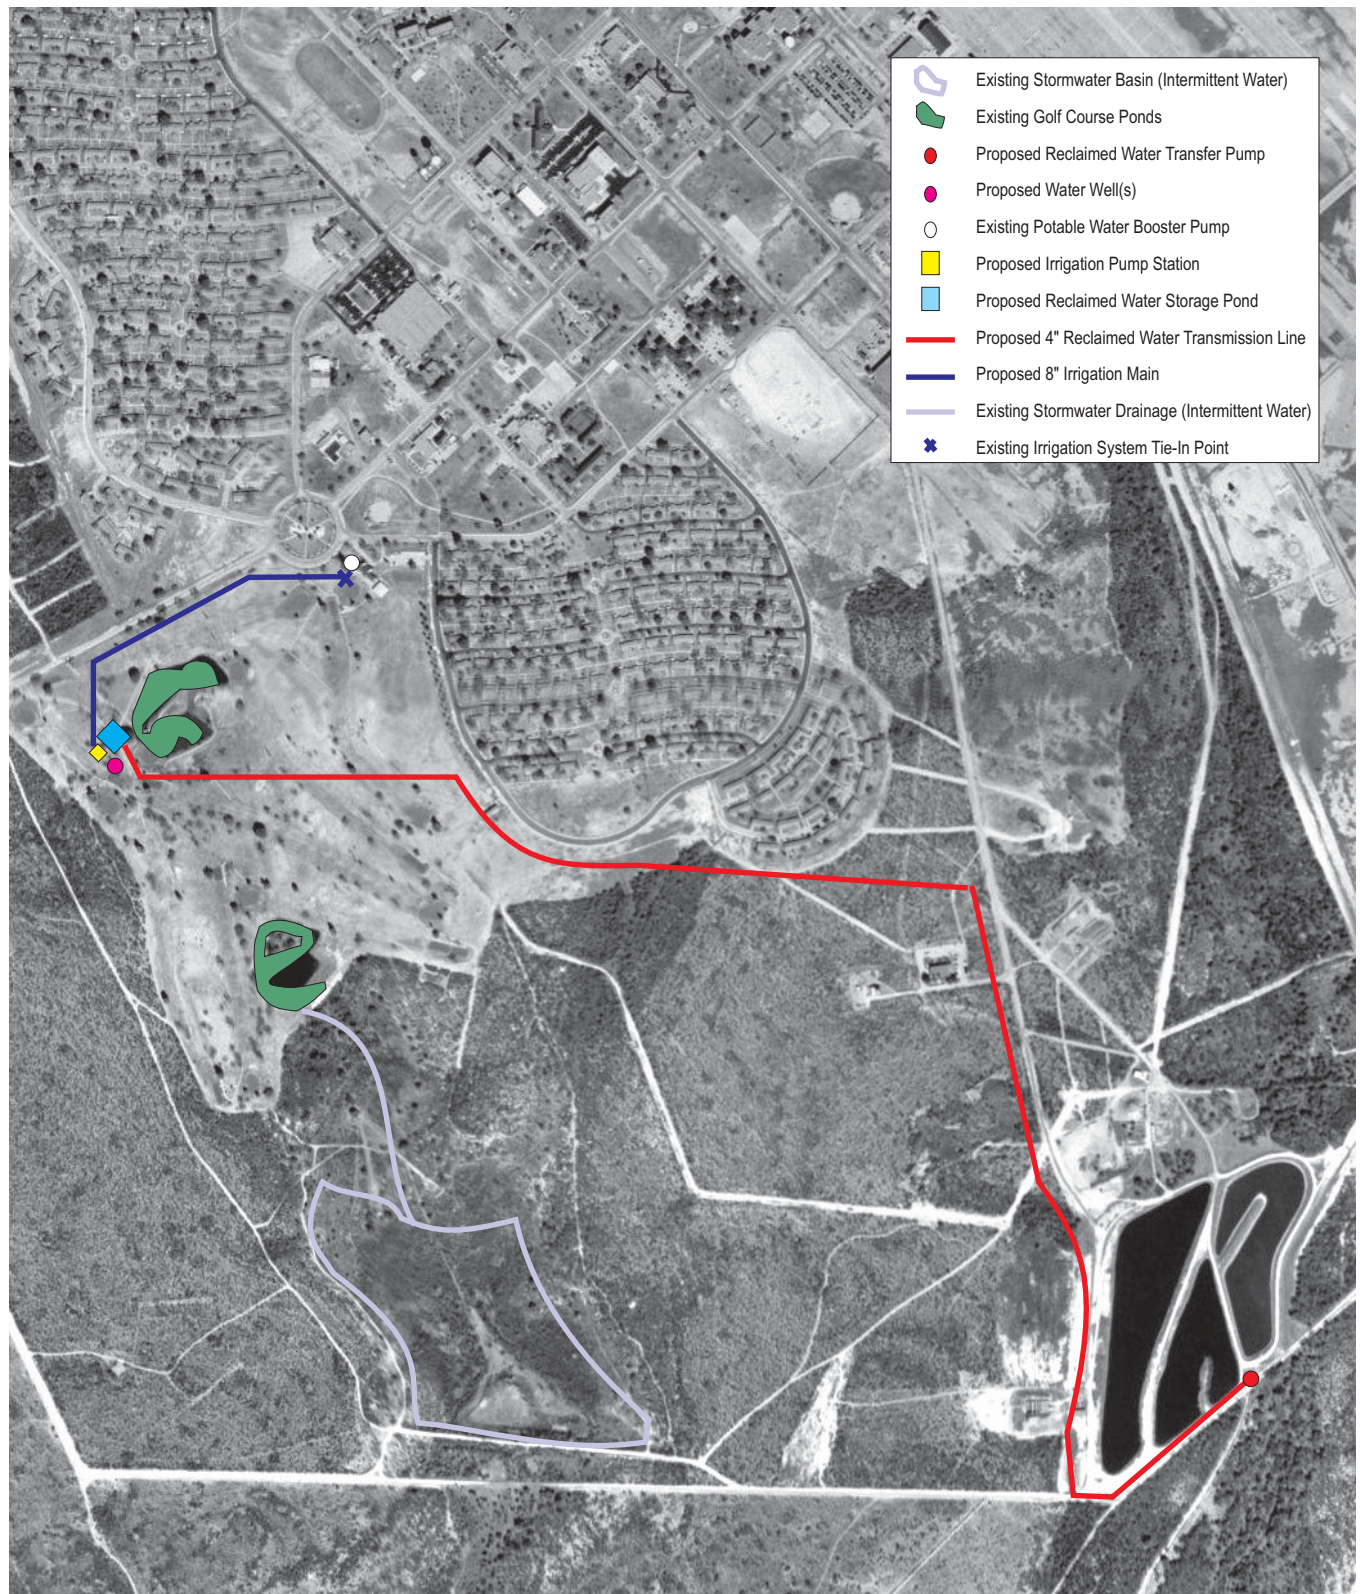 Existing Stormwater Basin (Intermittent Water)
Existing Golf Course Ponds
Proposed Reclaimed Water Transfer Pump
Proposed Water Well(s)
Existing Potable Water Booster Pump
Proposed Irrigation Pump Station
Proposed Reclaimed Water Storage Pond
Proposed 4" Reclaimed Water Transmission Line
Proposed 8" Irrigation Main
Existing Stormwater Drainage (Intermittent Water)
Existing Irrigation System Tie-In Point